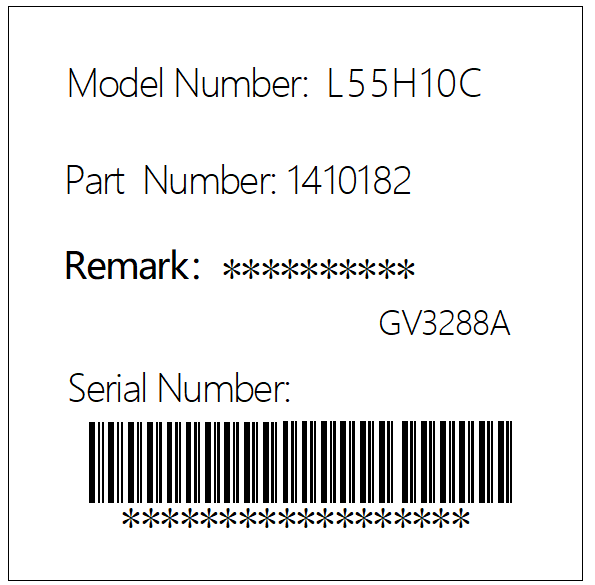 Model Number: L55H10C
Part Number: 1410182
Remark: **********
GV3288A
Serial Number:
******************